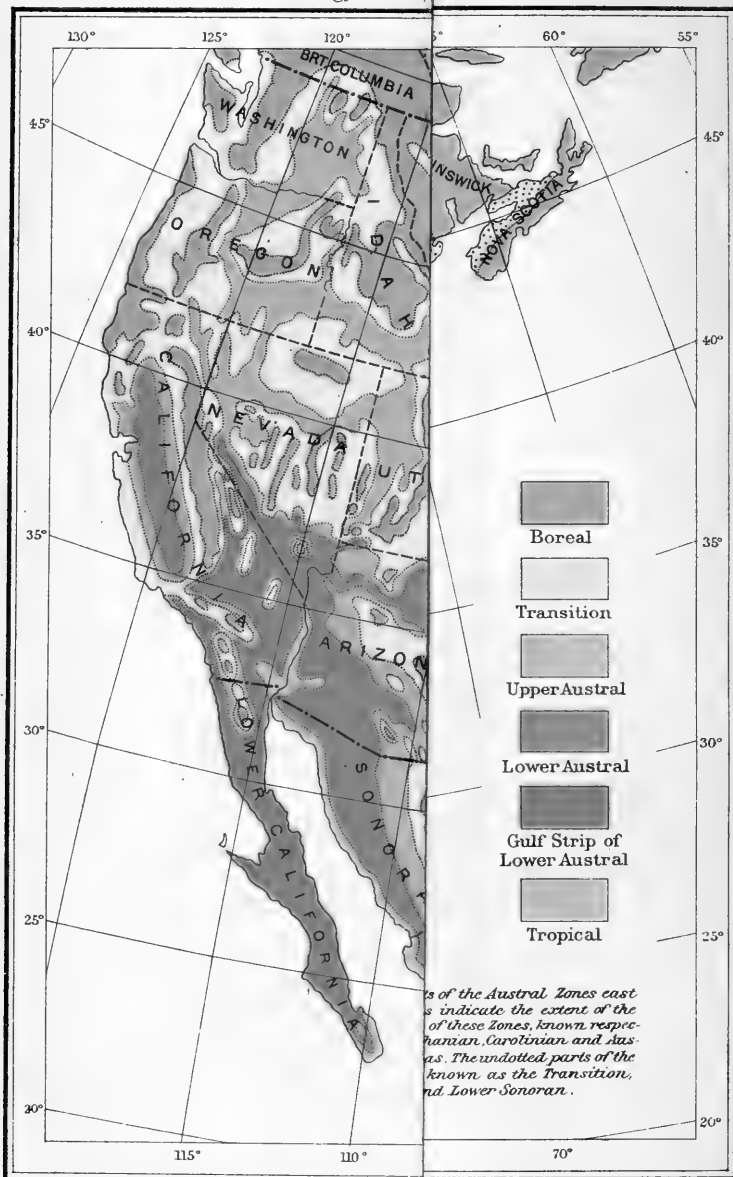 130°
125°
120°
5°
60°
55°
BRT. COLUMBIA
WASHINGTON
45°
45°
INSWICK
NOVA SCOTIA
OREGON
IDAH
40°
40°
CALIFORNIA
NEVADA
UT
35°
35°
ARIZON
30°
30°
LOWER CALIFORNIA
SONORA
25°
25°
20°
20°
115°
110°
70°
Boreal
Transition
Upper Austral
Lower Austral
Gulf Strip of
Lower Austral
Tropical
ts of the Austral Zones east
s indicate the extent of the
of these Zones, known respec-
hanian, Carolinian and Aus-
as. The undotted parts of the
known as the Transition,
nd Lower Sonoran.